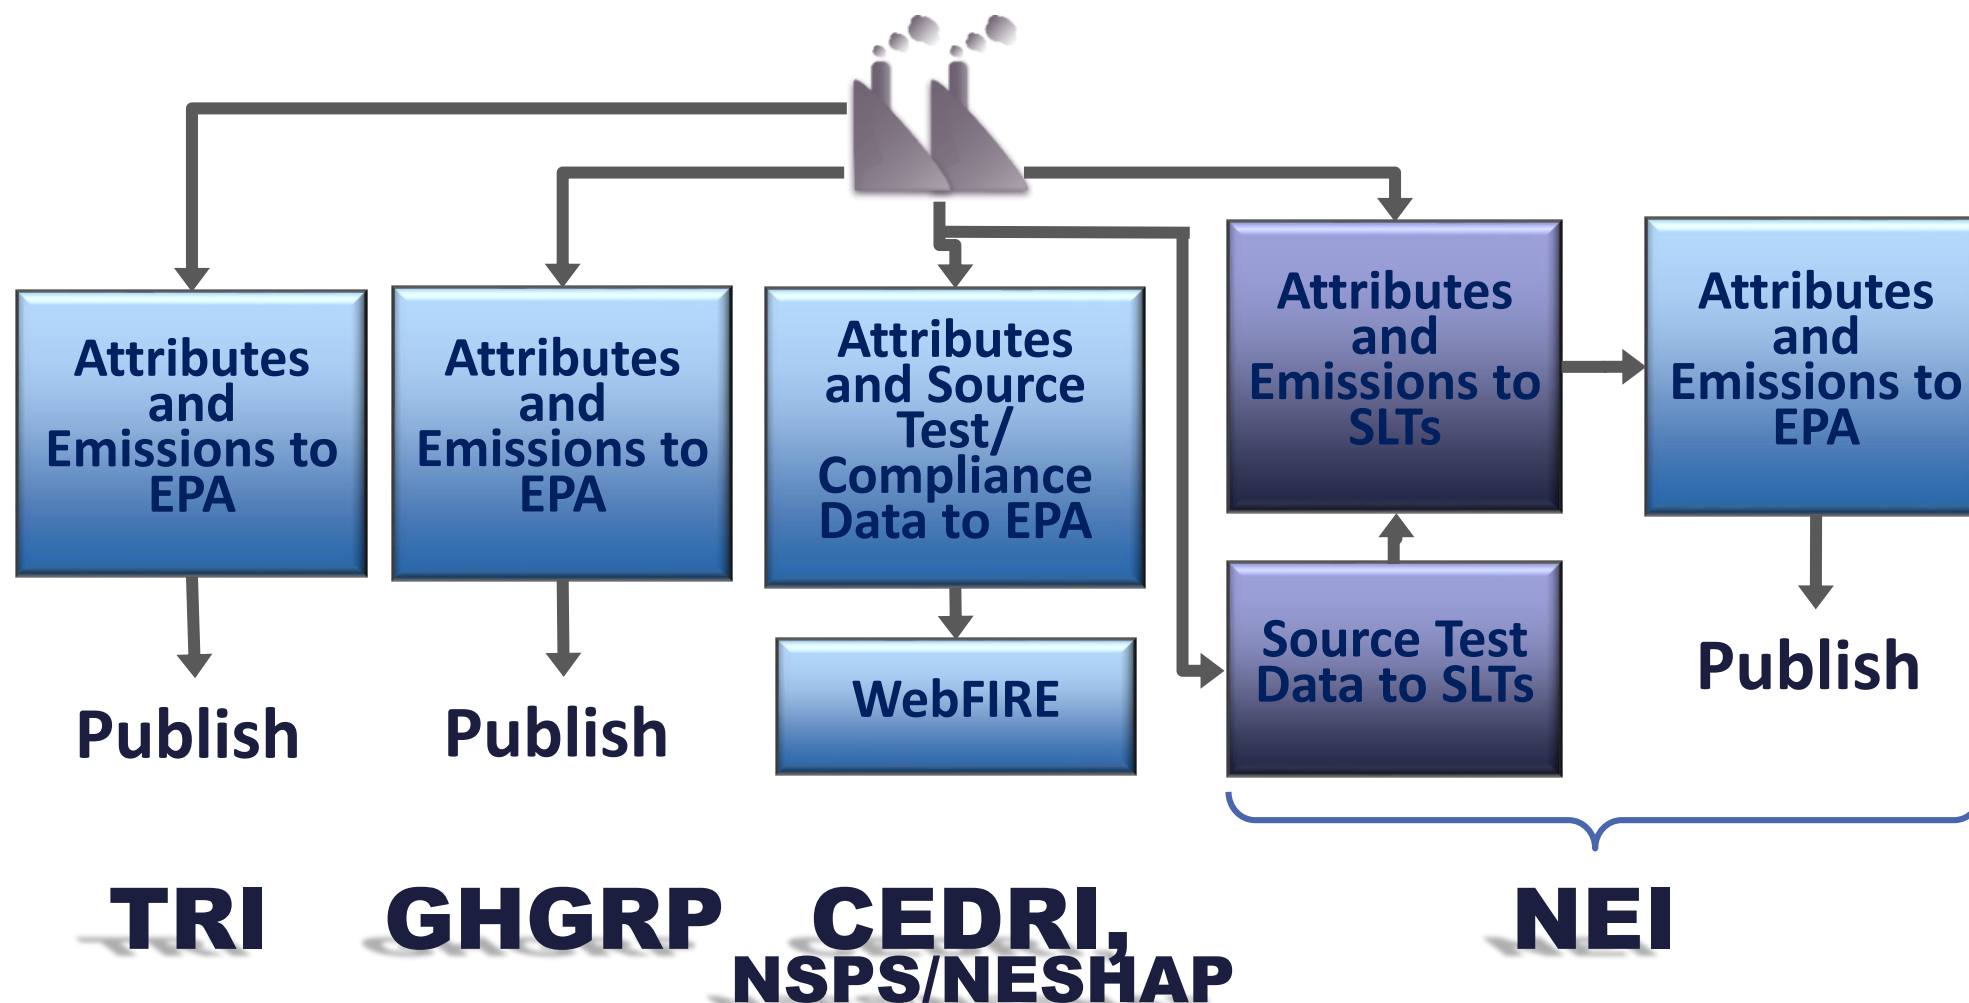 Attributes
and
Emissions to
EPA
Publish
TRI
Attributes
and
Emissions to
EPA
Publish
GHGRP
Attributes
and Source
Test/
Compliance
Data to EPA
WebFIRE
CEDRI,
NSPS/NESHAP
Attributes
and
Emissions to
SLTs
Source Test
Data to SLTs
Attributes
and
Emissions to
EPA
Publish
NEI